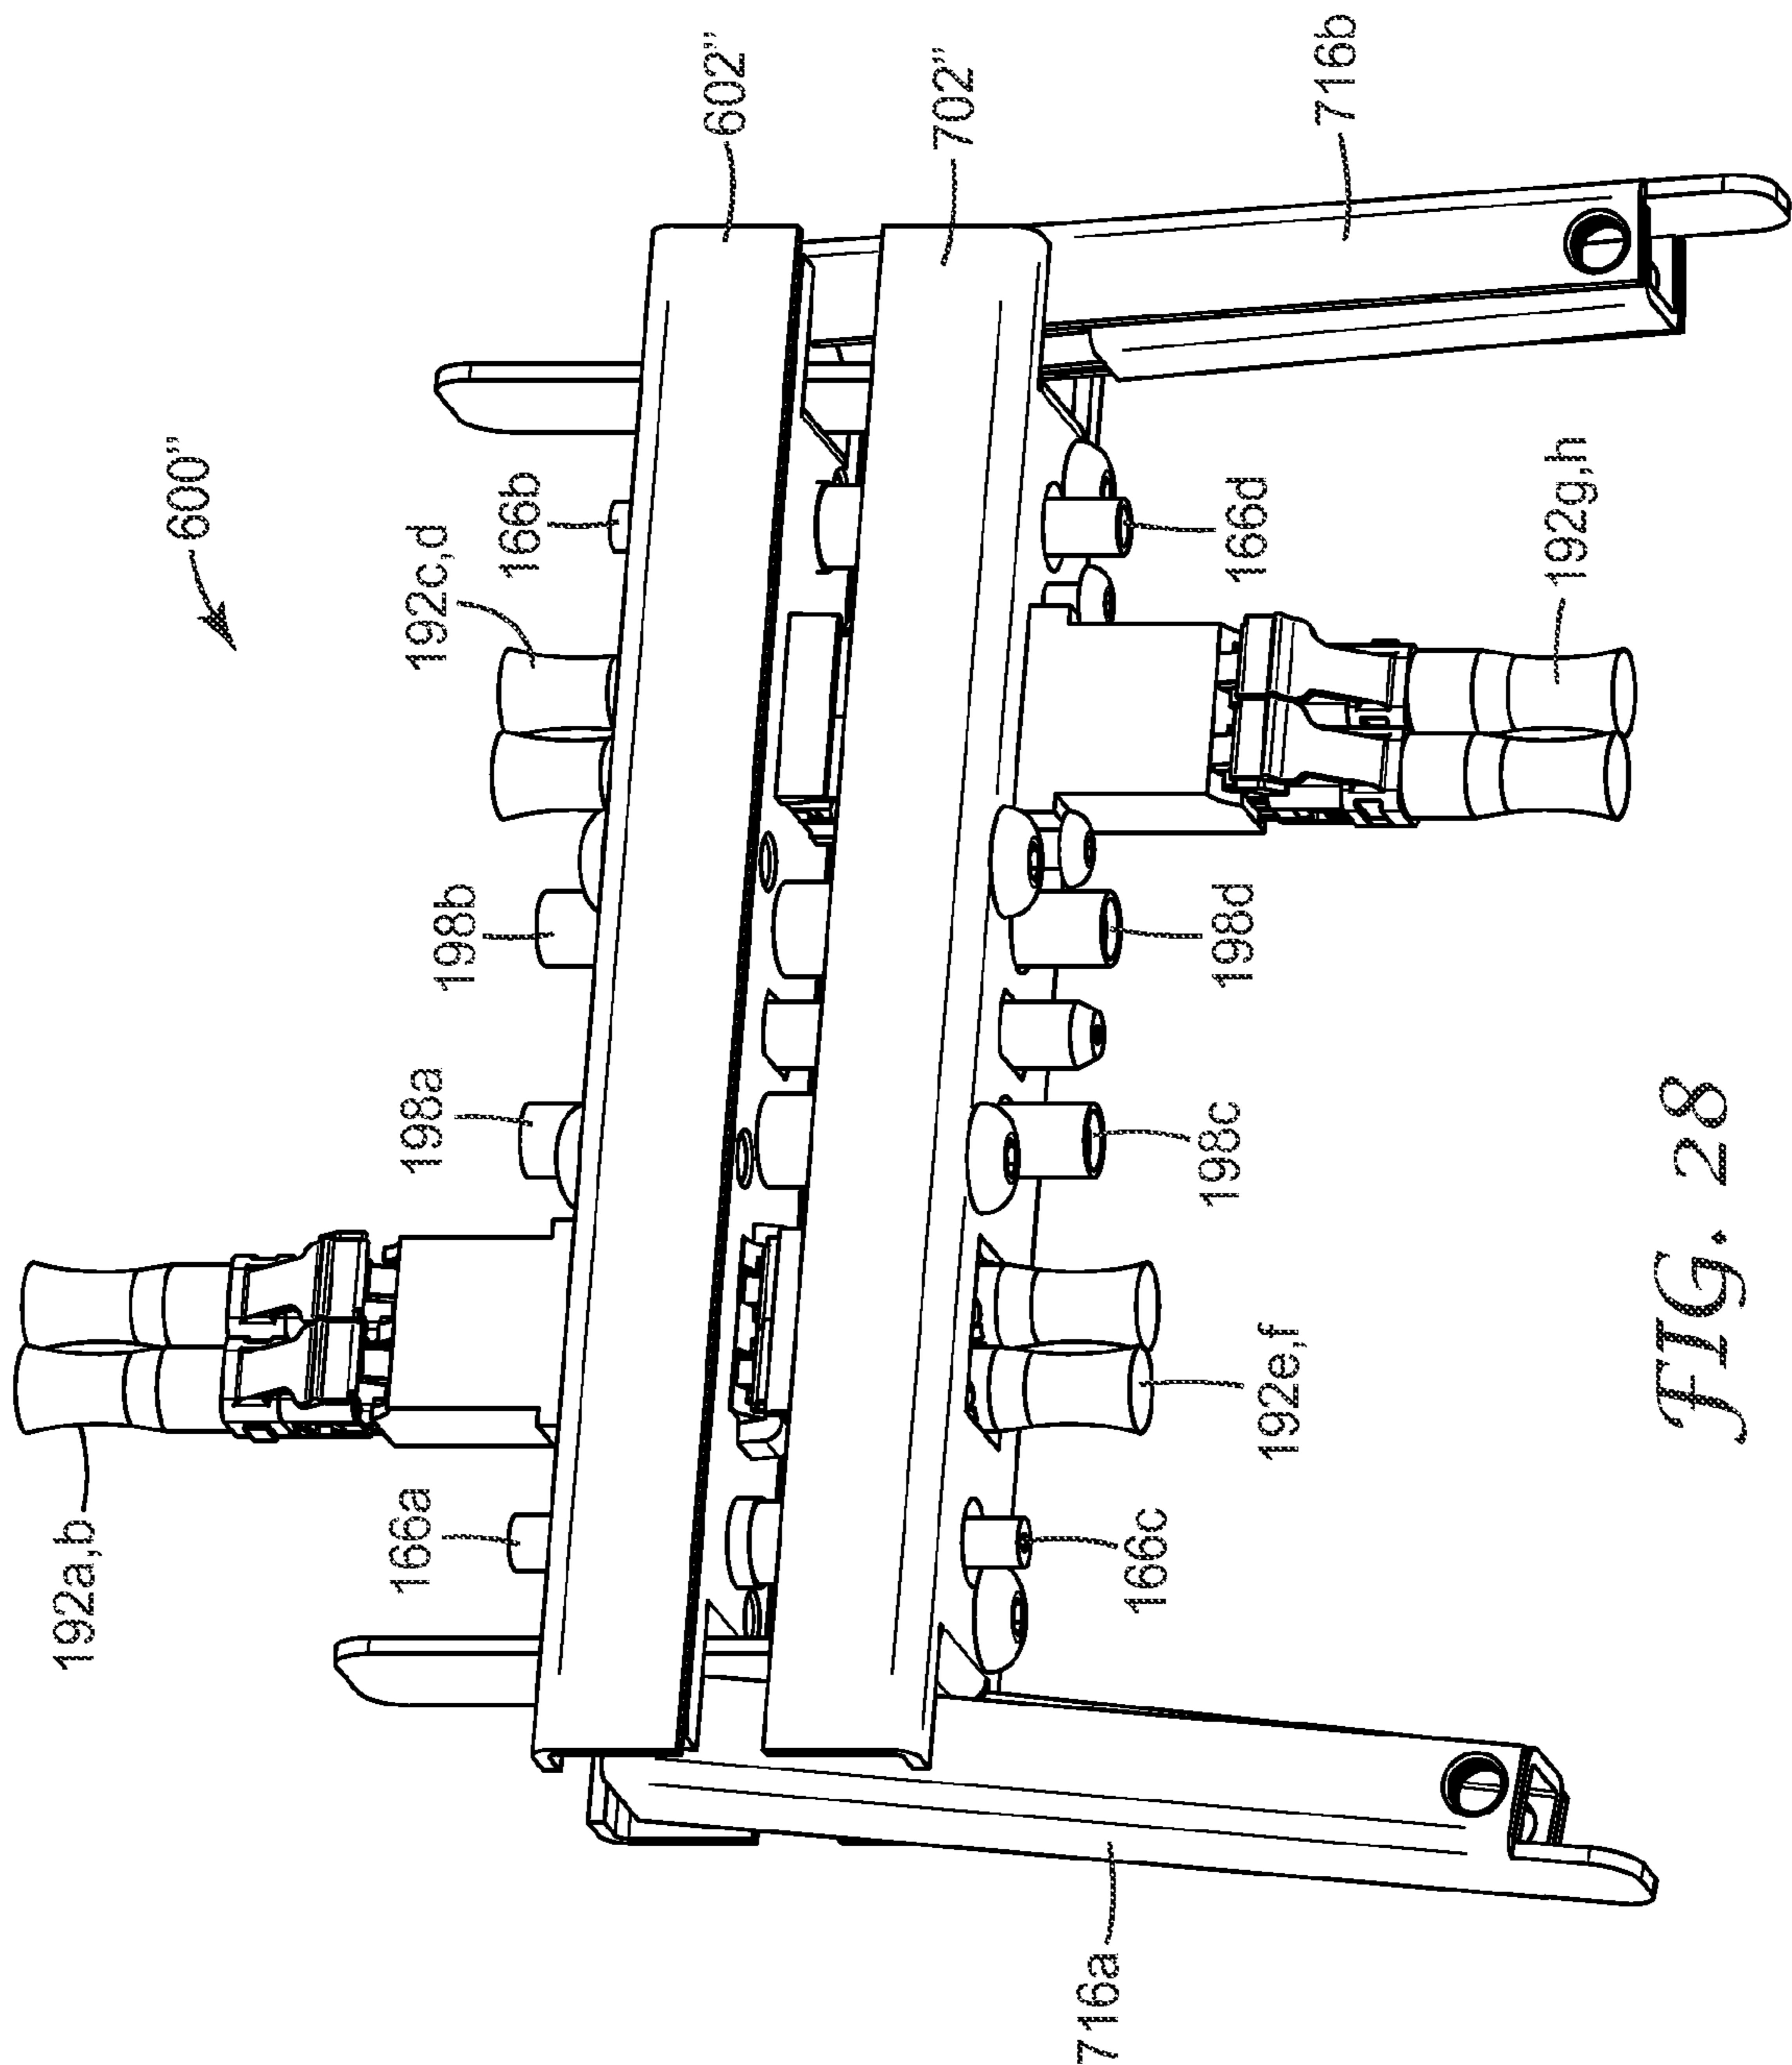 600”
192a,b
166a
198a
198b
192c,d
166b
602”
702”
716b
716a
166c
192e,f
198c
198d
166d
192g,h
FIG. 28